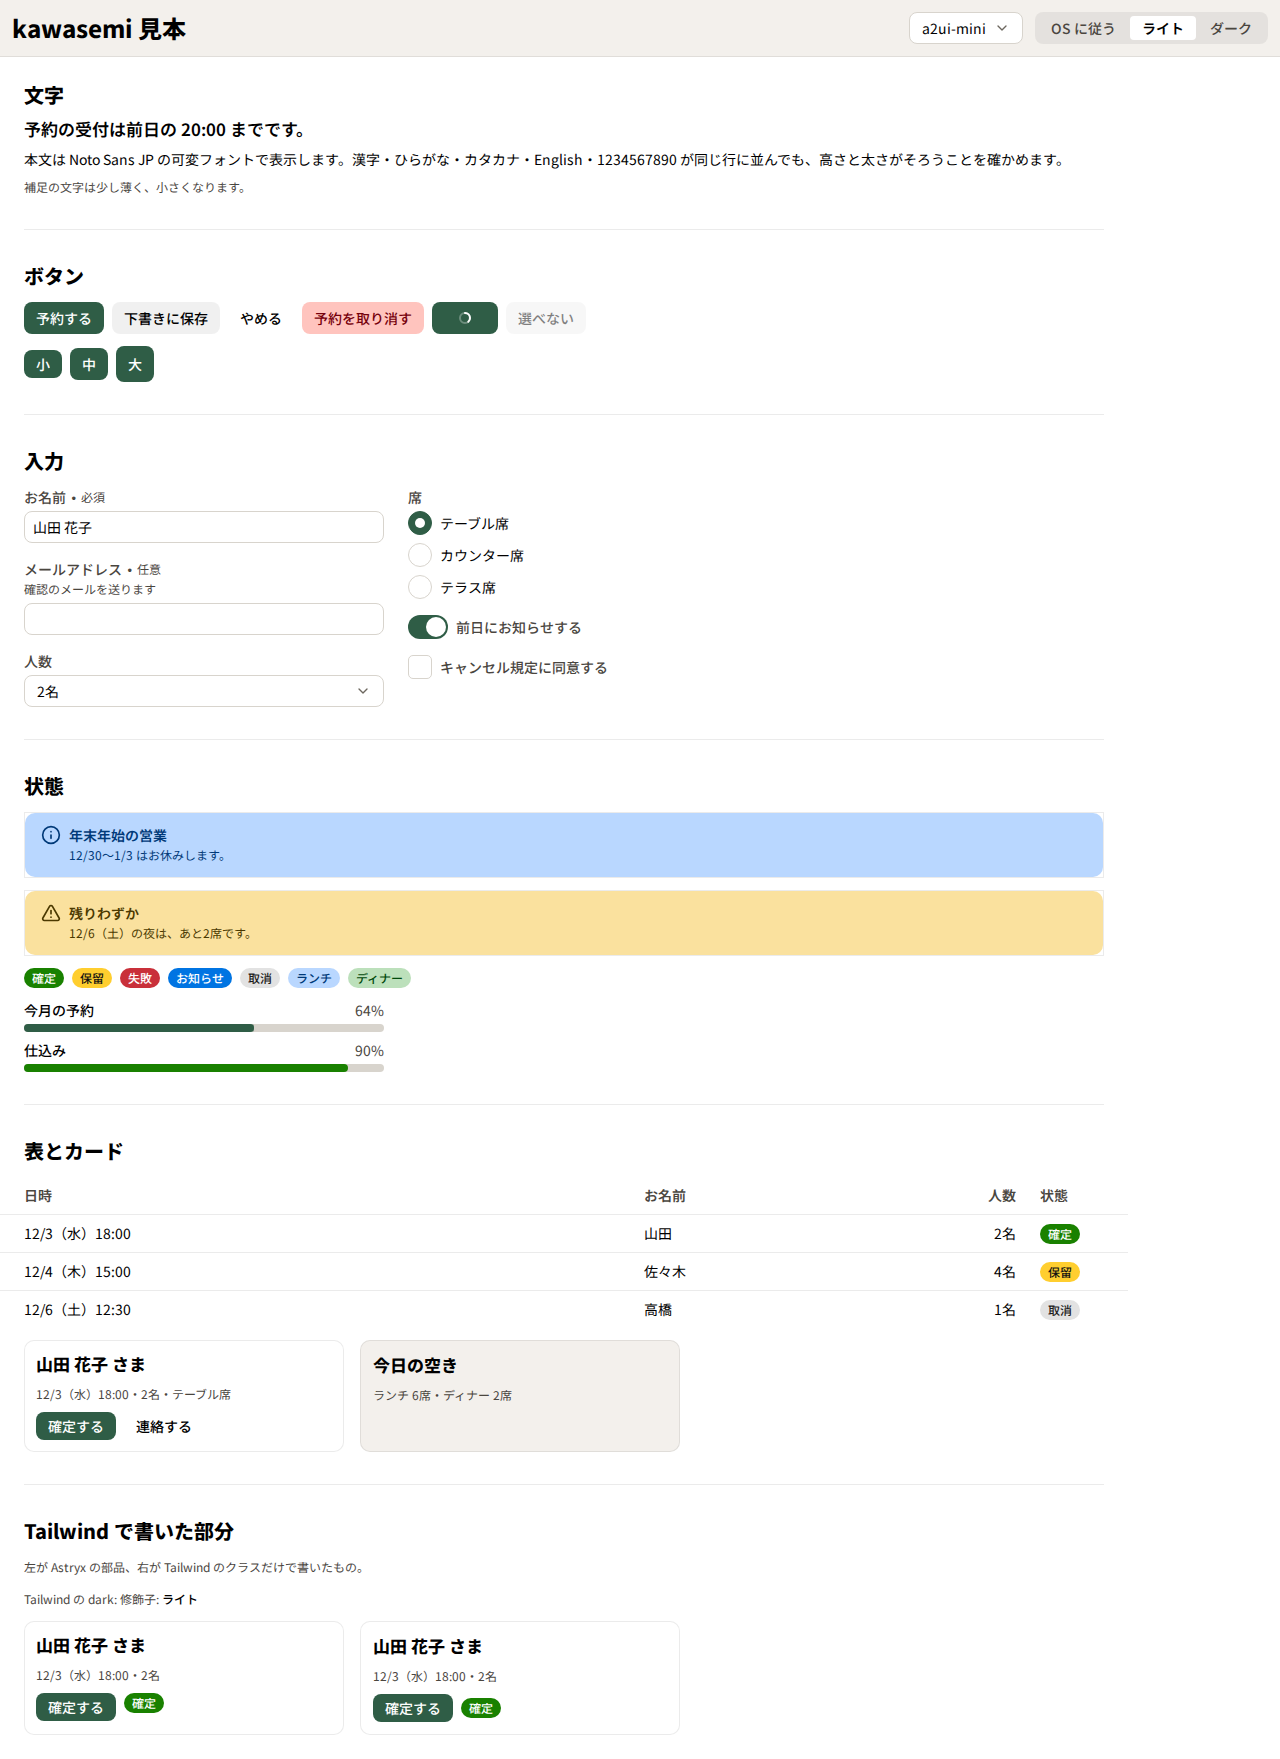 kawasemi 見本
a2ui-mini
OS に従う ライト ダーク
文字
予約の受付は前日の 20:00 までです。
本文は Noto Sans JP の可変フォントで表示します。漢字・ひらがな・カタカナ・English・1234567890 が同じ行に並んでも、高さと太さがそろうことを確かめます。
補足の文字は少し薄く、小さくなります。
ボタン
予約する 下書きに保存 やめる 予約を取り消す 選べない
小 中 大
入力
お名前・必須
山田 花子
メールアドレス・任意
確認のメールを送ります
人数
2名
席
テーブル席
カウンター席
テラス席
前日にお知らせする
キャンセル規定に同意する
状態
年末年始の営業
12/30〜1/3 はお休みします。
残りわずか
12/6（土）の夜は、あと2席です。
確定 保留 失敗 お知らせ 取消 ランチ ディナー
今月の予約 64%
仕込み 90%
表とカード
日時 お名前 人数 状態
12/3（水）18:00 山田 2名 確定
12/4（木）15:00 佐々木 4名 保留
12/6（土）12:30 高橋 1名 取消
山田 花子 さま
12/3（水）18:00・2名・テーブル席
確定する 連絡する
今日の空き
ランチ 6席・ディナー 2席
Tailwind で書いた部分
左が Astryx の部品、右が Tailwind のクラスだけで書いたもの。
Tailwind の dark: 修飾子: ライト
山田 花子 さま
12/3（水）18:00・2名
確定する 確定
山田 花子 さま
12/3（水）18:00・2名
確定する 確定